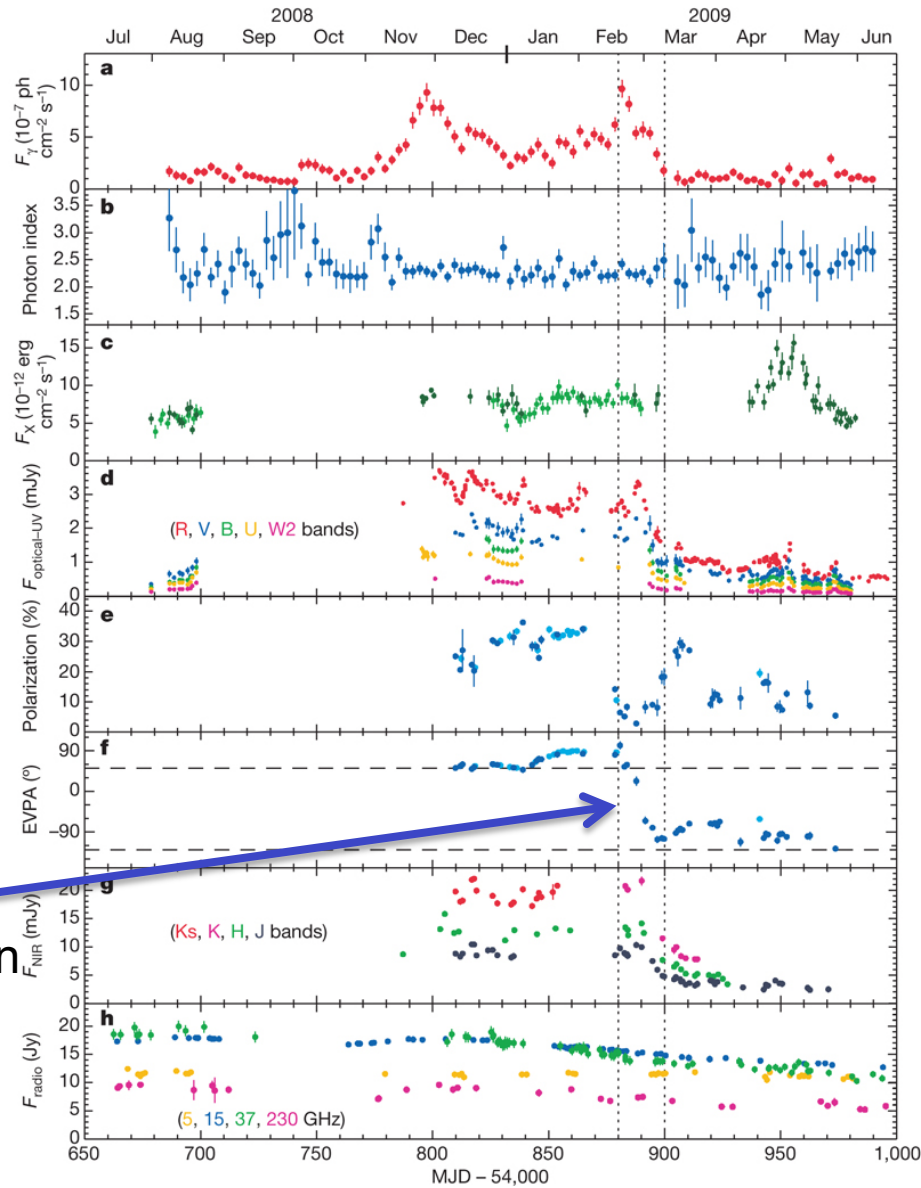 2008 2009
Jul Aug Sep Oct Nov Dec Jan Feb Mar Apr May Jun
a
10
5
0
Fγ (10⁻⁷ ph cm⁻² s⁻¹)
b
3.5
3.0
2.5
2.0
1.5
Photon index
c
15
10
5
0
FX (10⁻¹² erg cm⁻² s⁻¹)
d
3
2
1
0
Foptical–UV (mJy)
(R, V, B, U, W2 bands)
e
40
30
20
10
0
Polarization (%)
f
90
0
–90
EVPA (°)
g
20
15
10
5
0
FNIR (mJy)
(Ks, K, H, J bands)
n
h
20
15
10
5
0
Fradio (Jy)
(5, 15, 37, 230 GHz)
650 700 750 800 850 900 950 1,000
MJD – 54,000